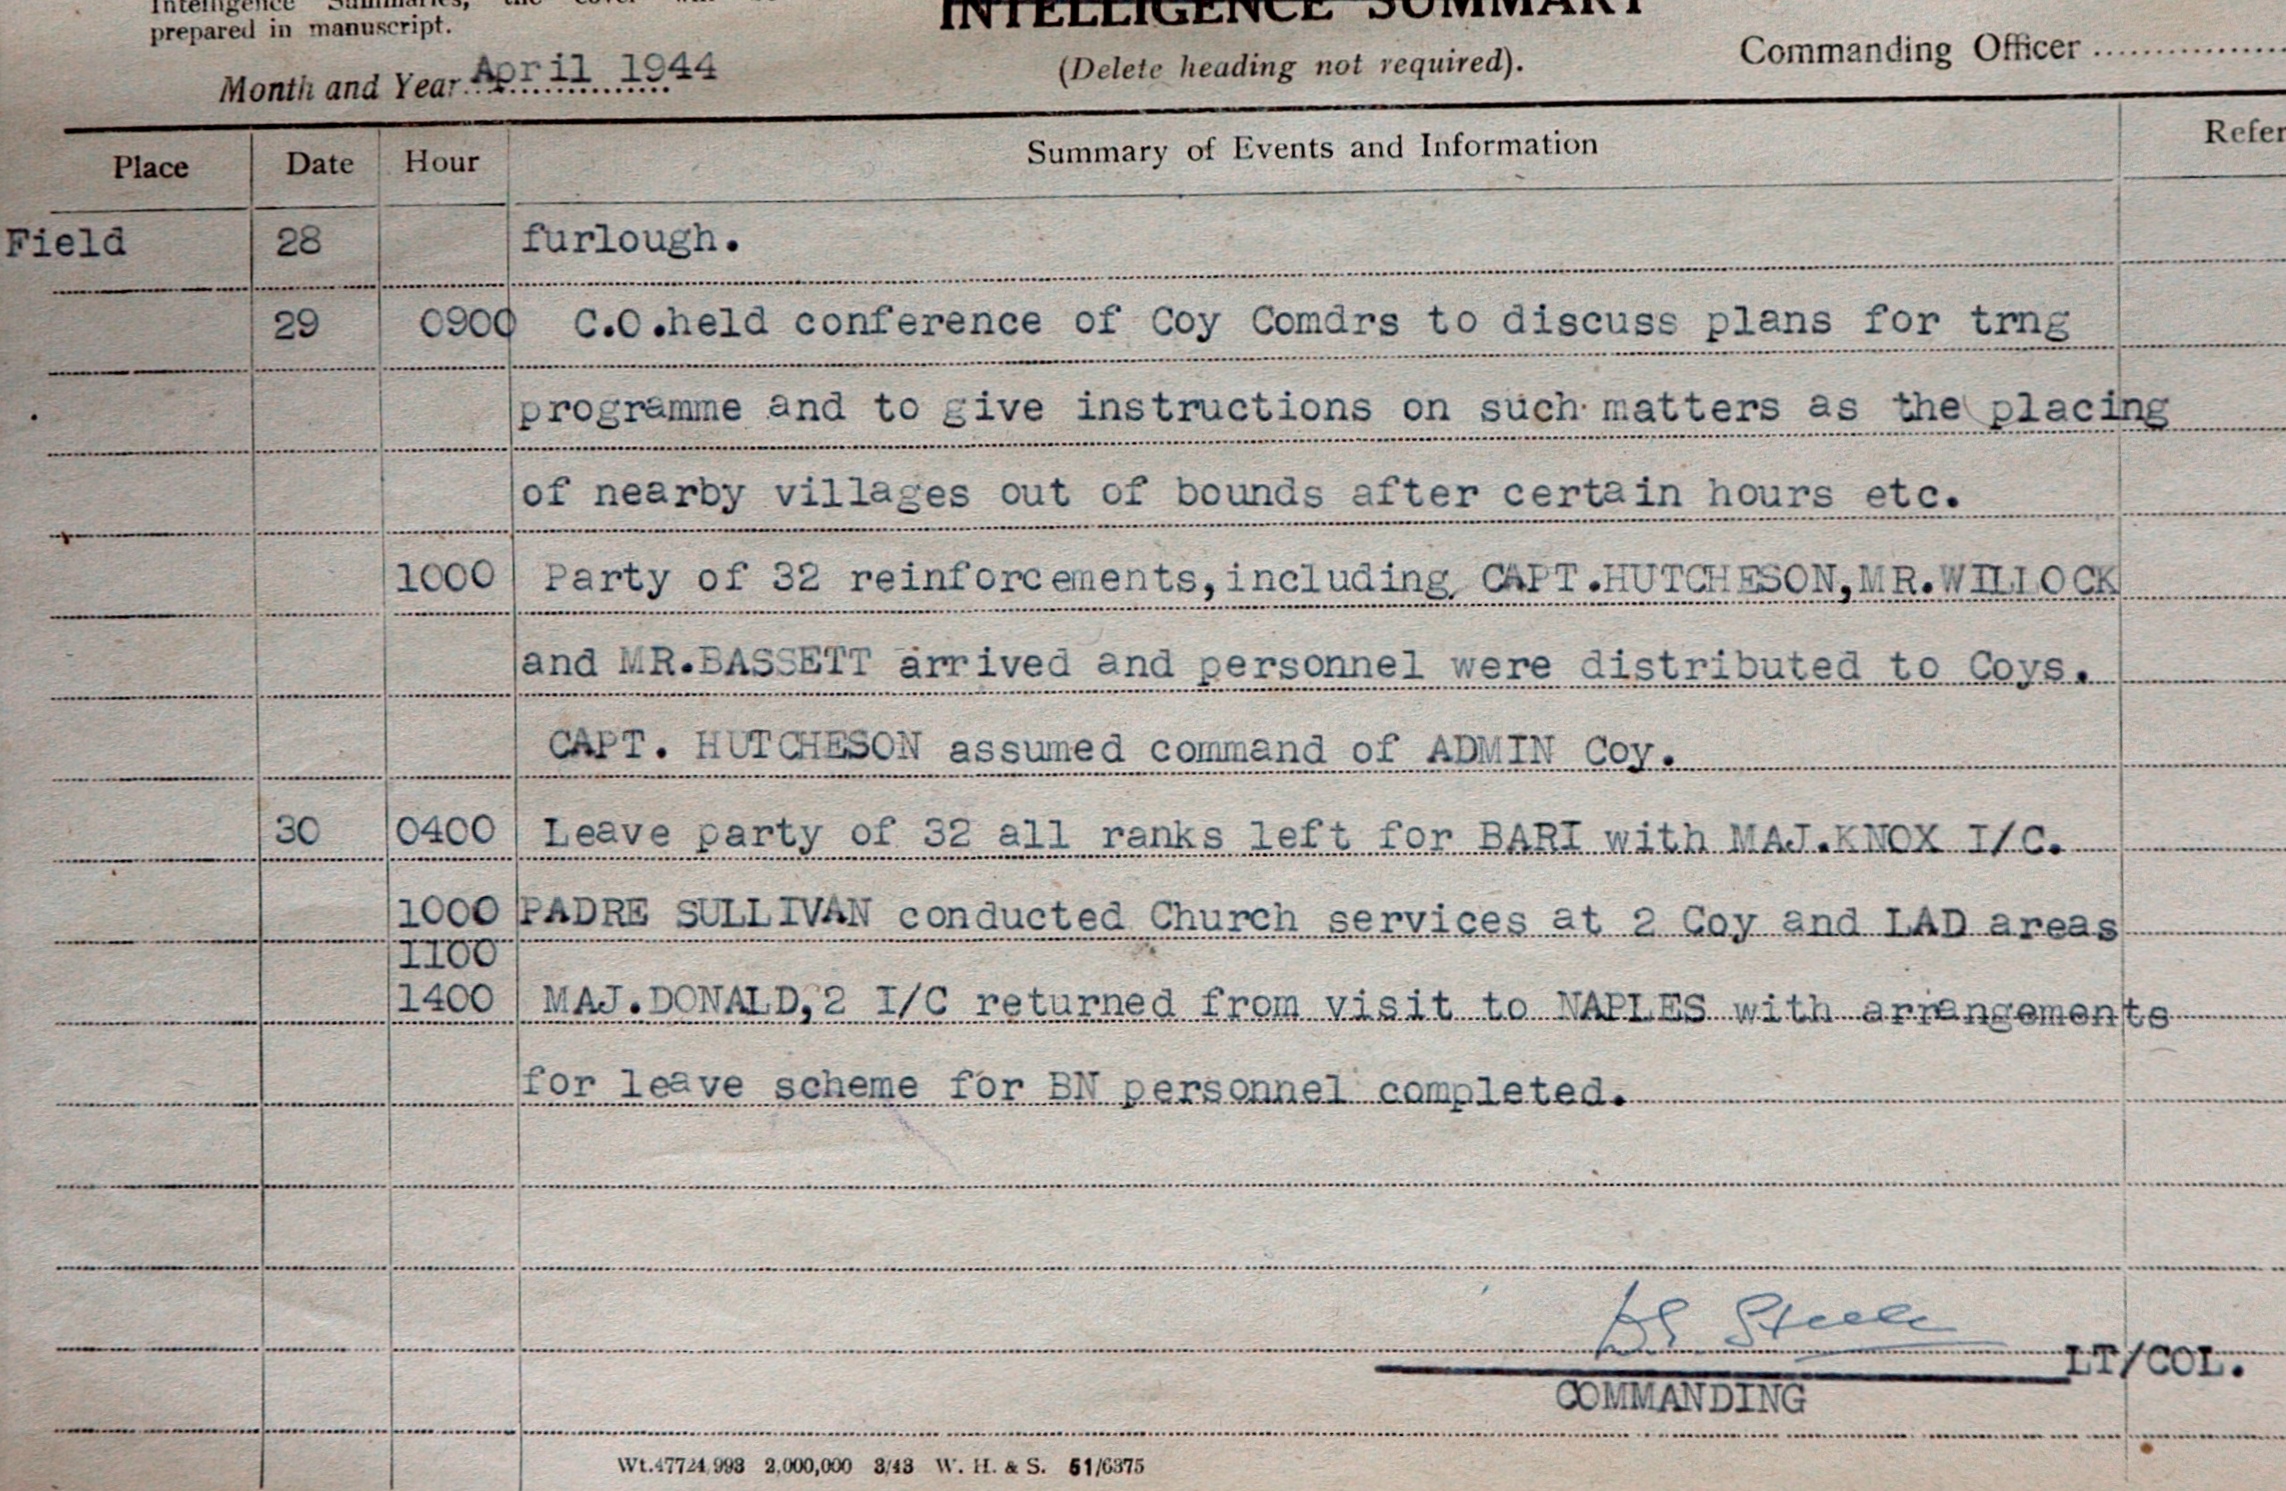 prepared in manuscript.
INTELLIGENCE SUMMARY
(Delete heading not required).
Commanding Officer
Month and Year April 1944
Place Date Hour Summary of Events and Information Refer
Field 28 furlough.
29 0900 C.O.held conference of Coy Comdrs to discuss plans for trng
programme and to give instructions on such matters as the placing
of nearby villages out of bounds after certain hours etc.
1000 Party of 32 reinforcements,including CAPT.HUTCHESON,MR.WILLOCK
and MR.BASSETT arrived and personnel were distributed to Coys.
CAPT. HUTCHESON assumed command of ADMIN Coy.
30 0400 Leave party of 32 all ranks left for BARI with MAJ.KNOX I/C.
1000 PADRE SULLIVAN conducted Church services at 2 Coy and LAD areas
1100
1400 MAJ.DONALD,2 I/C returned from visit to NAPLES with arrangements
for leave scheme for BN personnel completed.
Steele
LT/COL.
COMMANDING
Wt.47724,993 2,000,000 3/43 W. H. & S. 51/6375